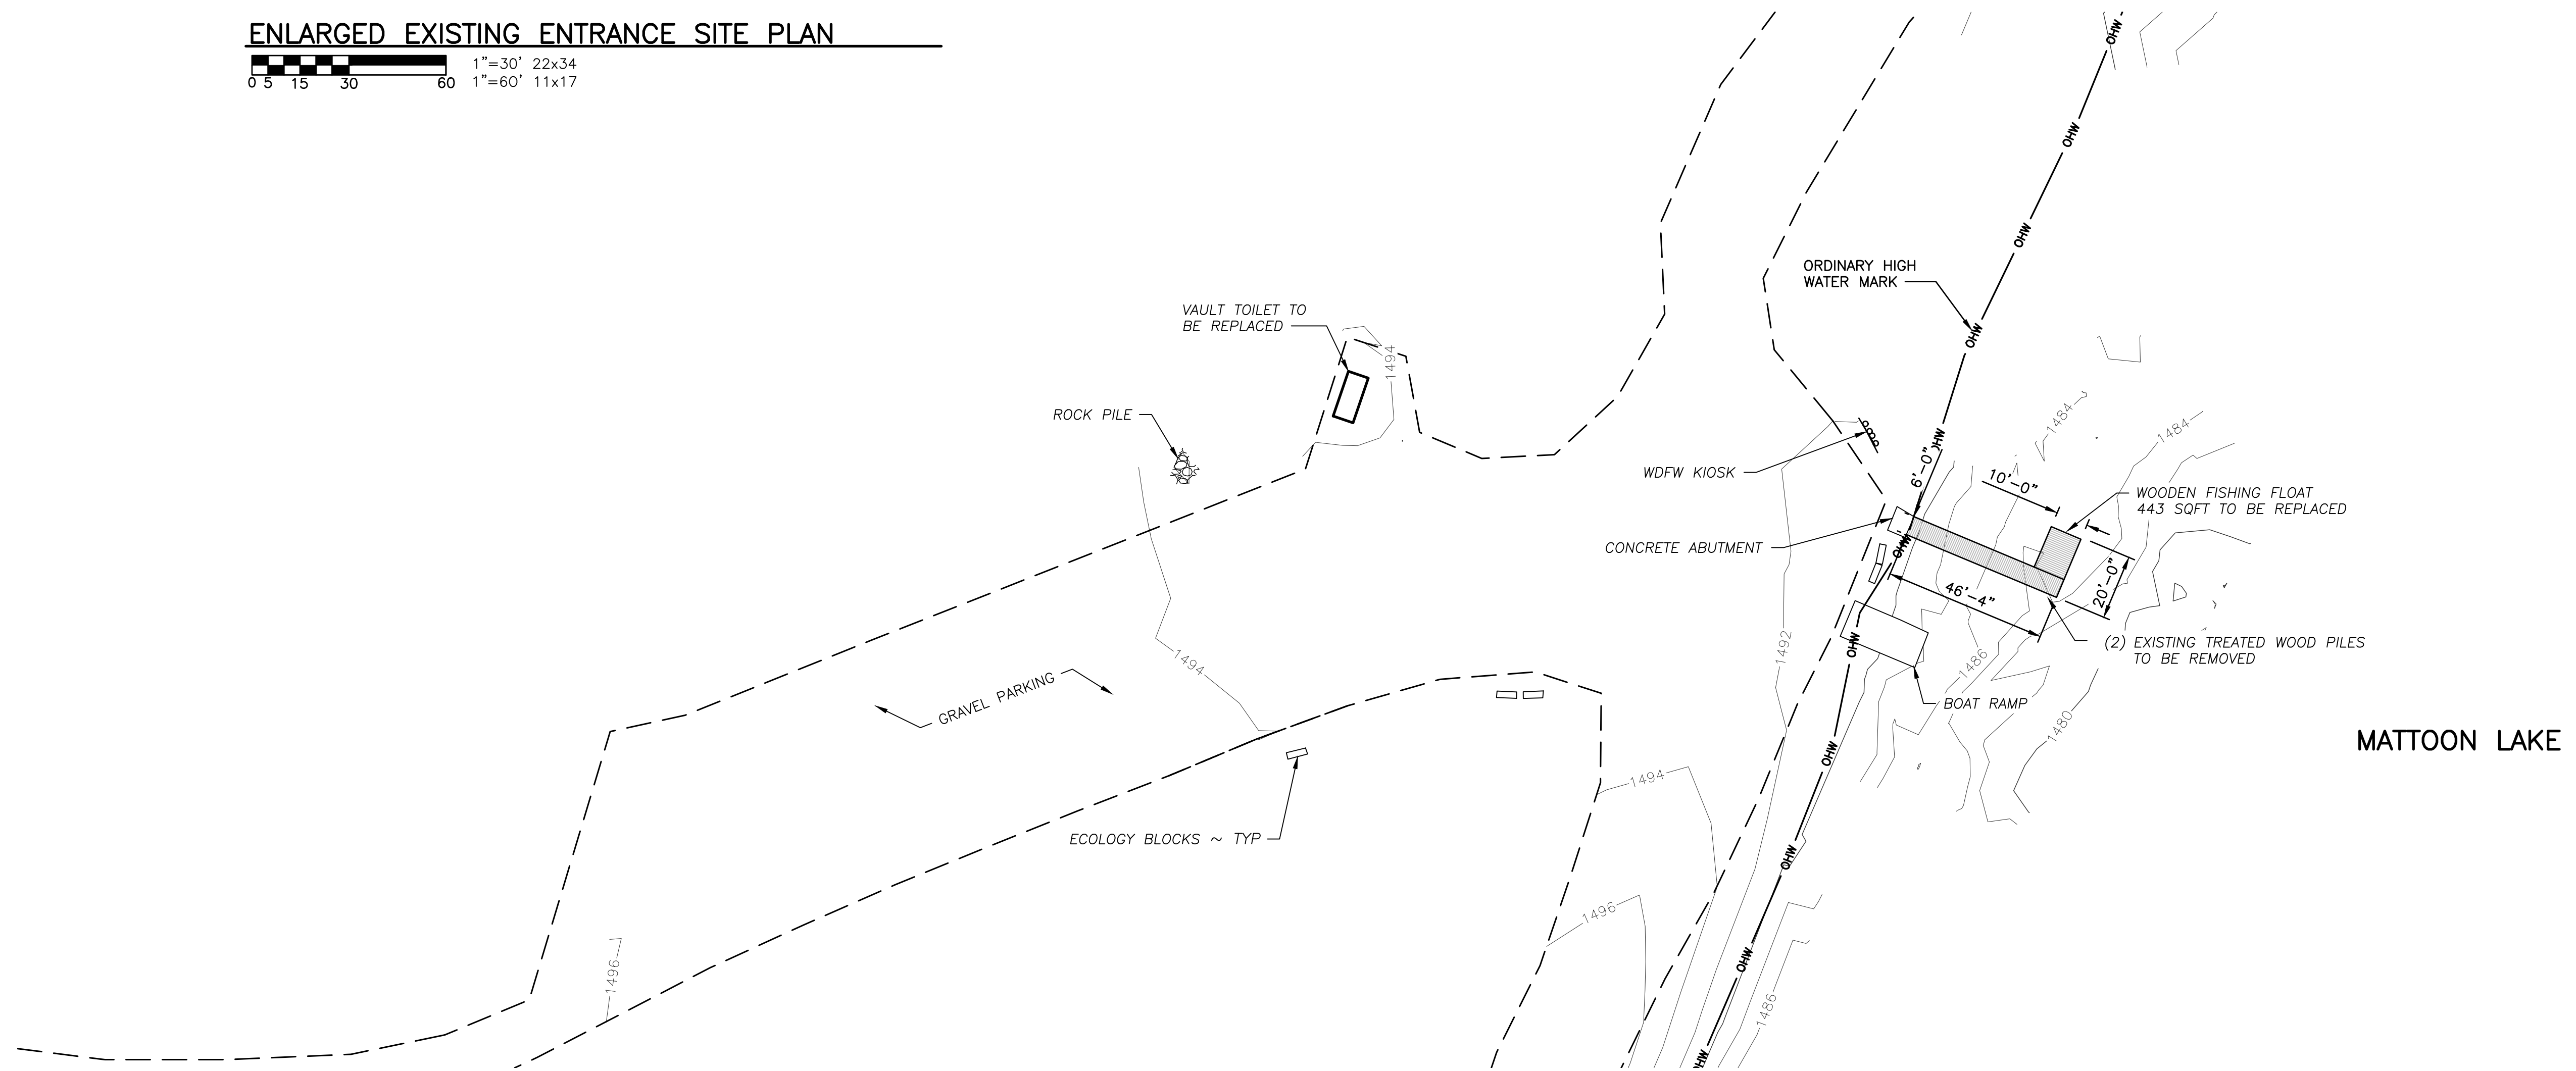 ENLARGED EXISTING ENTRANCE SITE PLAN
1"=30' 22x34
1"=60' 11x17
0 5 15 30 60
OHW
OHW
OHW
ORDINARY HIGH
WATER MARK
OHW
VAULT TOILET TO
BE REPLACED
1494
ROCK PILE
WDFW KIOSK
OHW
6'-0"
1484
1484
10'-0"
WOODEN FISHING FLOAT
443 SQFT TO BE REPLACED
CONCRETE ABUTMENT
OHW
46'-4"
20'-0"
(2) EXISTING TREATED WOOD PILES
TO BE REMOVED
1492
OHW
1486
1494
GRAVEL PARKING
BOAT RAMP
1480
MATTOON LAKE
OHW
1494
ECOLOGY BLOCKS ~ TYP
OHW
1496
1496
OHW
1486
OHW